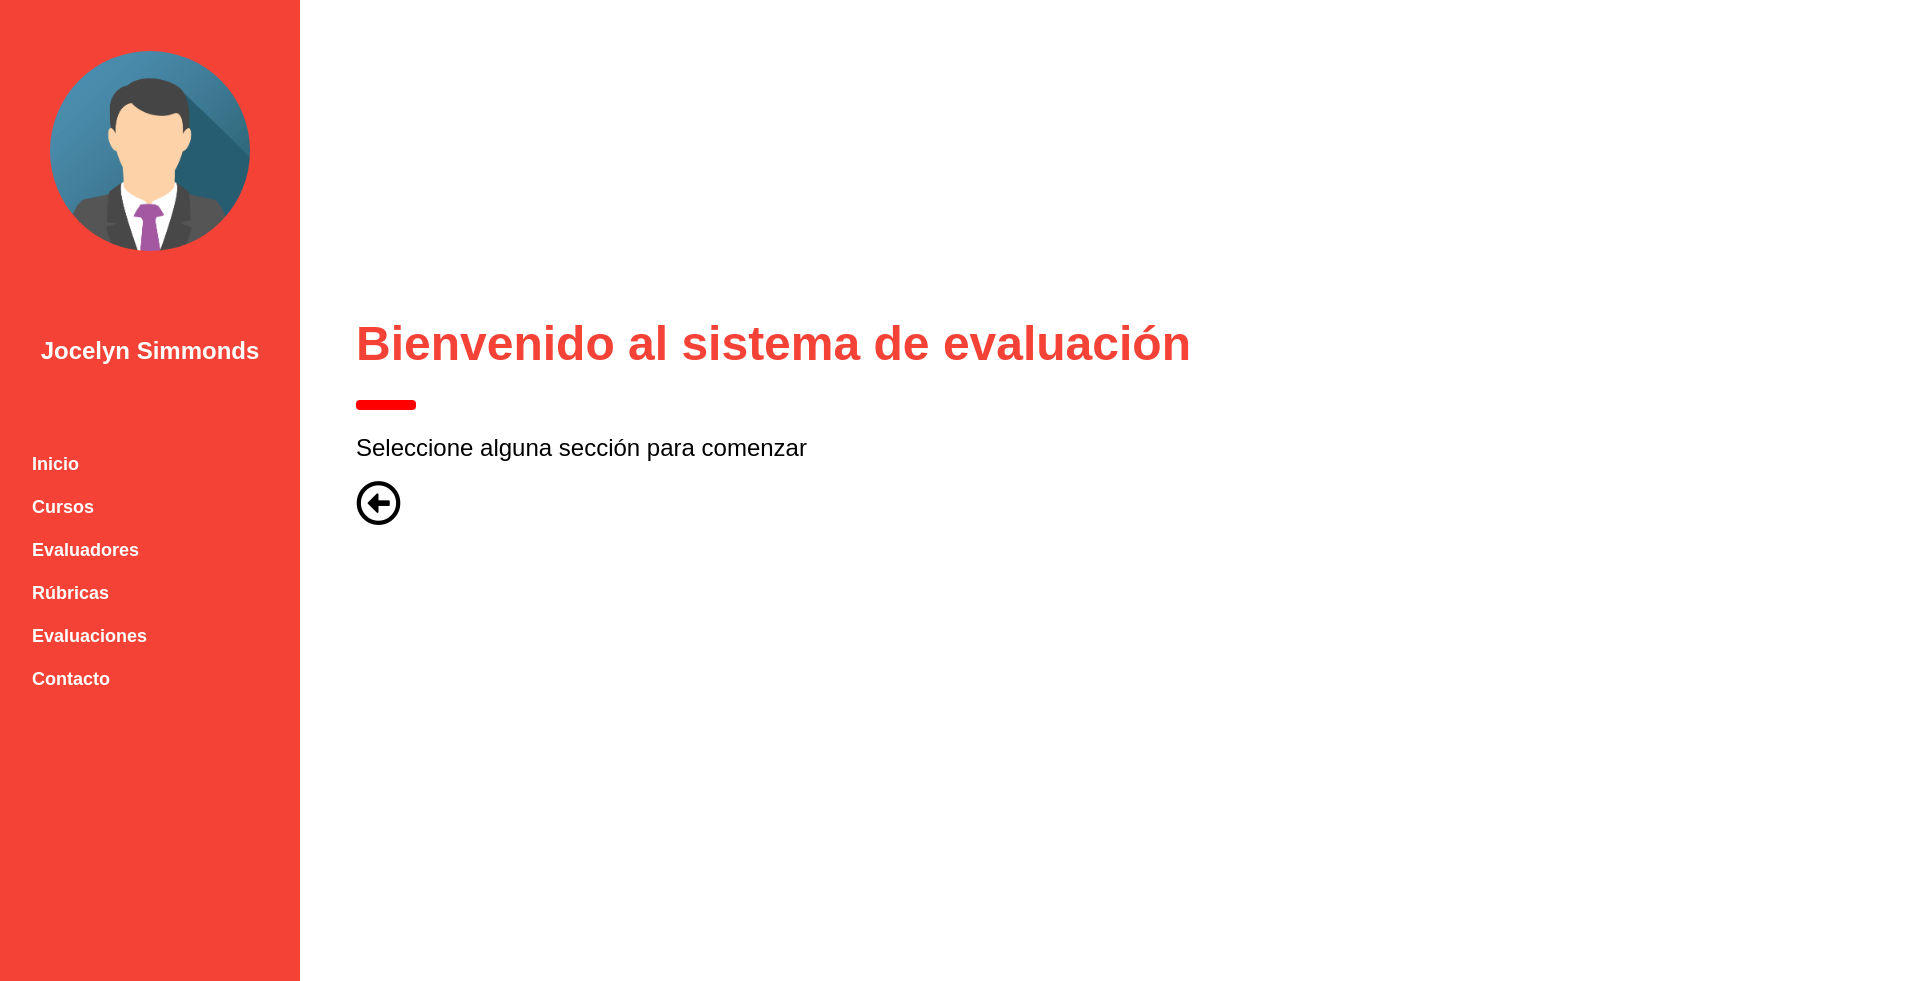 Jocelyn Simmonds
Inicio
Cursos
Evaluadores
Rúbricas
Evaluaciones
Contacto
Bienvenido al sistema de evaluación
Seleccione alguna sección para comenzar